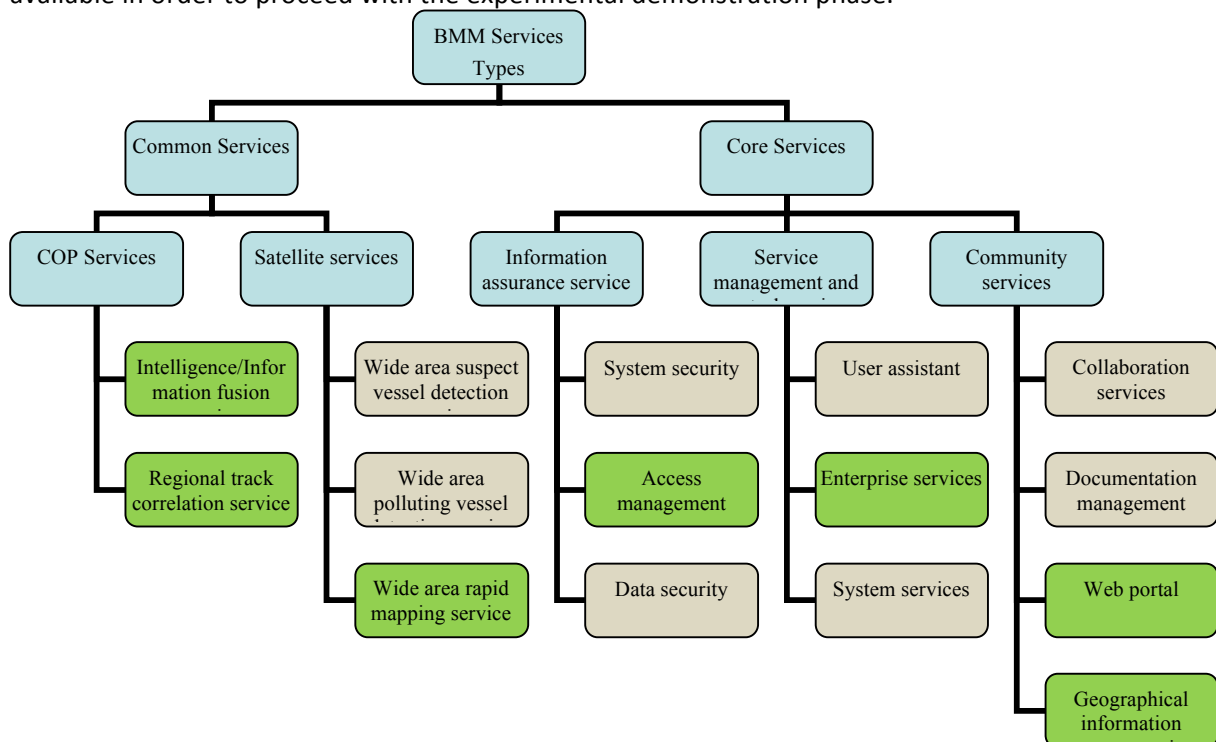 available in order to proceed with the experimental demonstration phase.
BMM Services
Types
Common Services
Core Services
COP Services
Satellite services
Information
assurance service
Service
management and
Community
services
Intelligence/Infor
mation fusion
Wide area suspect
vessel detection
System security
User assistant
Collaboration
services
Regional track
correlation service
Wide area
polluting vessel
Access
management
Enterprise services
Documentation
management
Wide area rapid
mapping service
Data security
System services
Web portal
Geographical
information